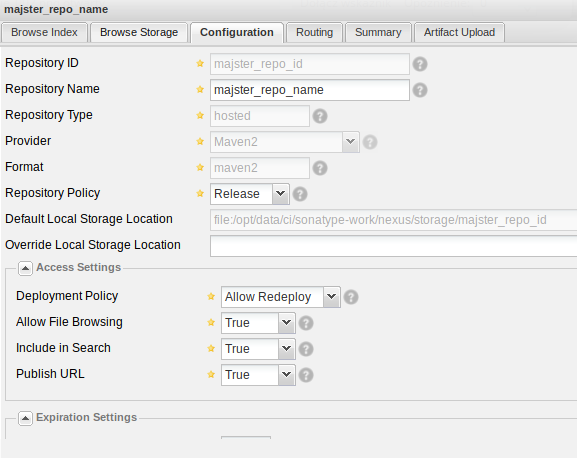 majster_repo_name
Browse Index Browse Storage Configuration Routing Summary Artifact Upload
Repository ID majster_repo_id ?
Repository Name majster_repo_name ?
Repository Type hosted ?
Provider Maven2 ?
Format maven2 ?
Repository Policy Release ?
Default Local Storage Location file:/opt/data/ci/sonatype-work/nexus/storage/majster_repo_id
Override Local Storage Location
Access Settings
Deployment Policy Allow Redeploy ?
Allow File Browsing True ?
Include in Search True ?
Publish URL True ?
Expiration Settings